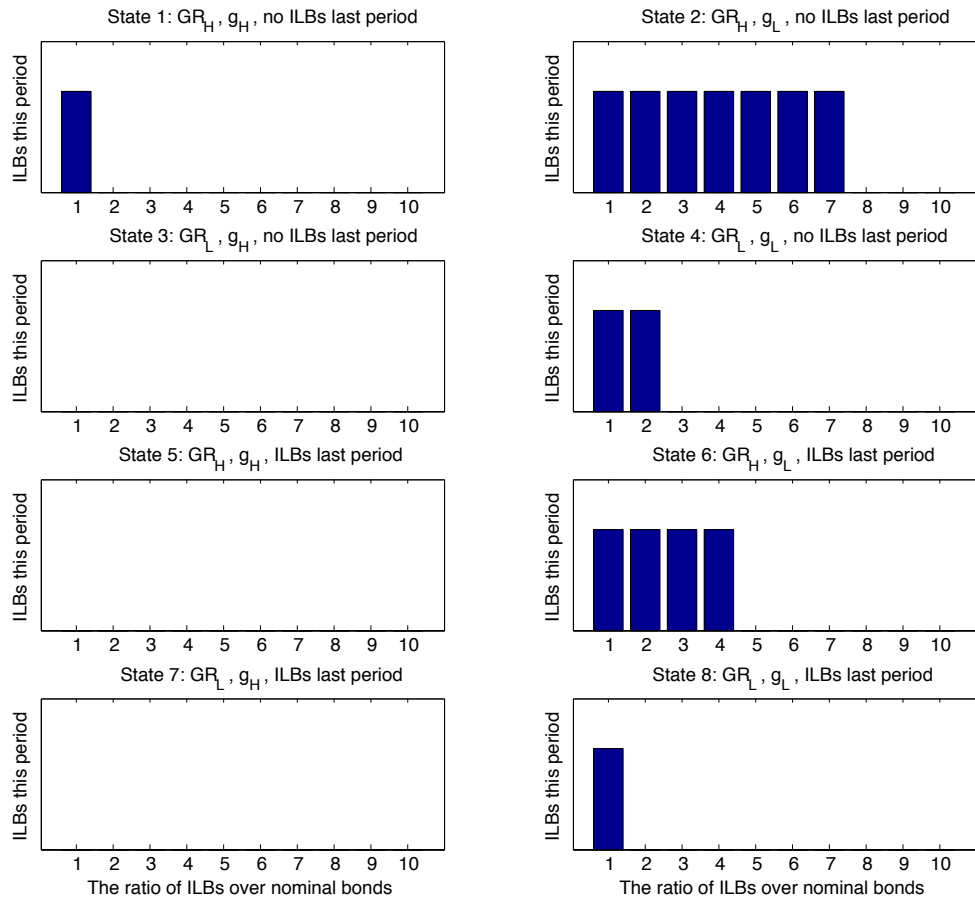 State 1: GR_H , g_H , no ILBs last period
ILBs this period
1 2 3 4 5 6 7 8 9 10
State 2: GR_H , g_L , no ILBs last period
ILBs this period
1 2 3 4 5 6 7 8 9 10
State 3: GR_L , g_H , no ILBs last period
ILBs this period
1 2 3 4 5 6 7 8 9 10
State 4: GR_L , g_L , no ILBs last period
ILBs this period
1 2 3 4 5 6 7 8 9 10
State 5: GR_H , g_H , ILBs last period
ILBs this period
1 2 3 4 5 6 7 8 9 10
State 6: GR_H , g_L , ILBs last period
ILBs this period
1 2 3 4 5 6 7 8 9 10
State 7: GR_L , g_H , ILBs last period
ILBs this period
1 2 3 4 5 6 7 8 9 10
The ratio of ILBs over nominal bonds
State 8: GR_L , g_L , ILBs last period
ILBs this period
1 2 3 4 5 6 7 8 9 10
The ratio of ILBs over nominal bonds